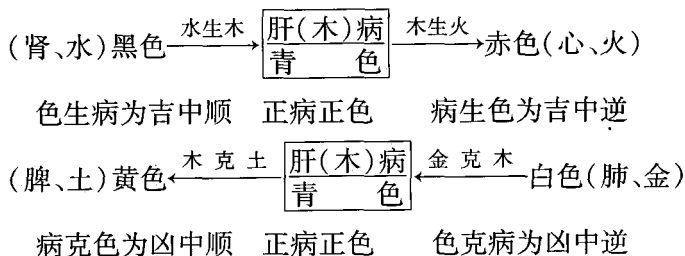 水生木 肝(木)病 木生火
(肾、水)黑色 青 色 赤色(心、火)
色生病为吉中顺 正病正色 病生色为吉中逆
木克土 肝(木)病 金克木
(脾、土)黄色 青 色 白色(肺、金)
病克色为凶中顺 正病正色 色克病为凶中逆